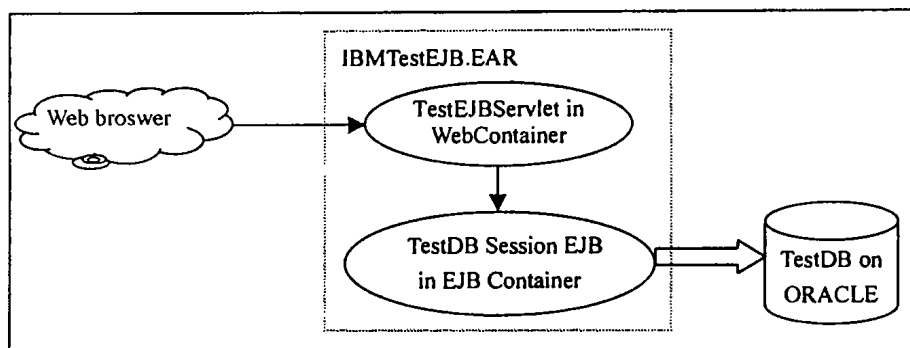 IBMTestEJB.EAR
Web broswer
TestEJBServlet in
WebContainer
TestDB Session EJB
in EJB Container
TestDB on
ORACLE